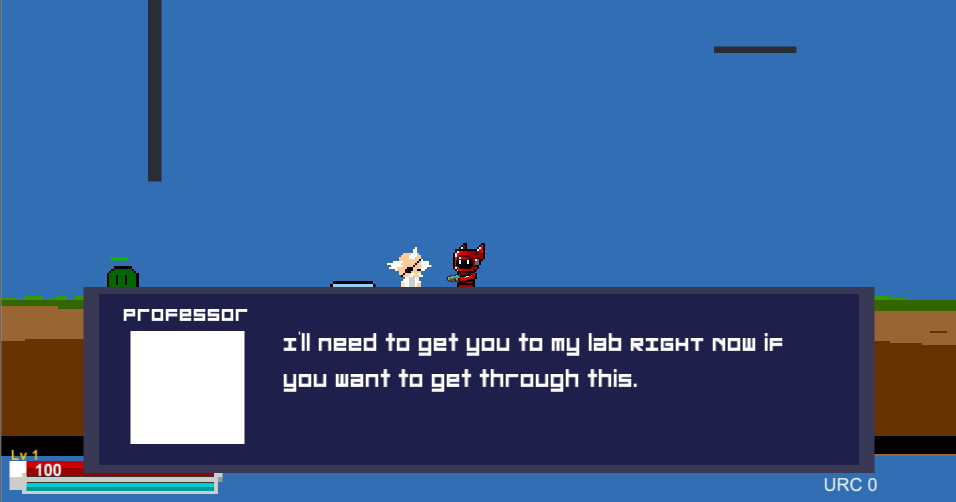 PROFESSOR
I'll need to get you to my lab RIGHT NOW if
you want to get through this.
Lv 1
100
URC 0